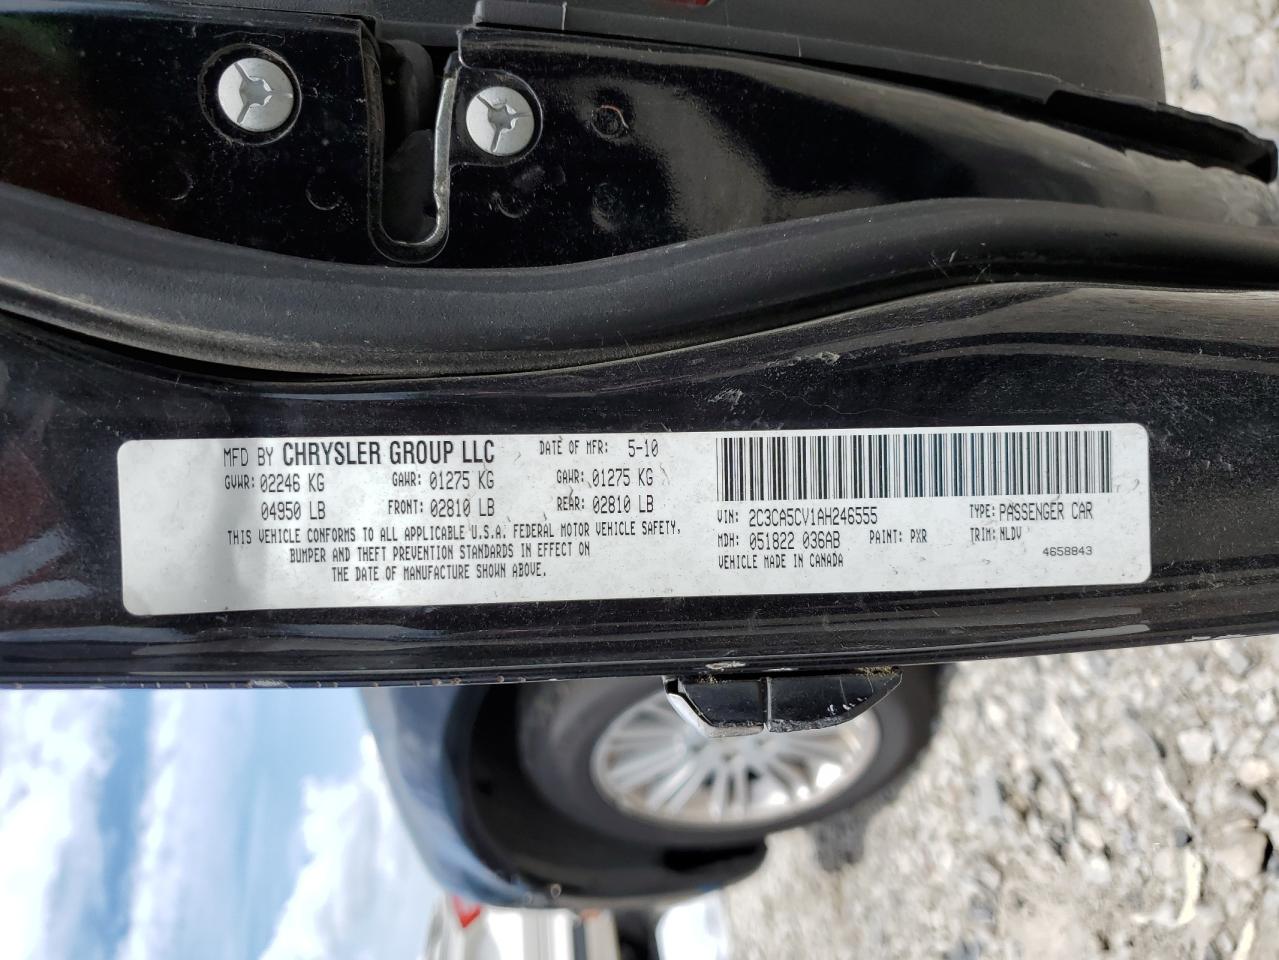 MFD BY CHRYSLER GROUP LLC DATE OF MFR: 5-10
GVWR: 02246 KG GAWR: 01275 KG GAWR: 01275 KG
04950 LB FRONT: 02810 LB REAR: 02810 LB
THIS VEHICLE CONFORMS TO ALL APPLICABLE U.S.A. FEDERAL MOTOR VEHICLE SAFETY,
BUMPER AND THEFT PREVENTION STANDARDS IN EFFECT ON
THE DATE OF MANUFACTURE SHOWN ABOVE.
VIN: 2C3CA5CV1AH246555 TYPE: PASSENGER CAR
MDH: 051822 036AB PAINT: PXR TRIM: NLDV
VEHICLE MADE IN CANADA 4658843